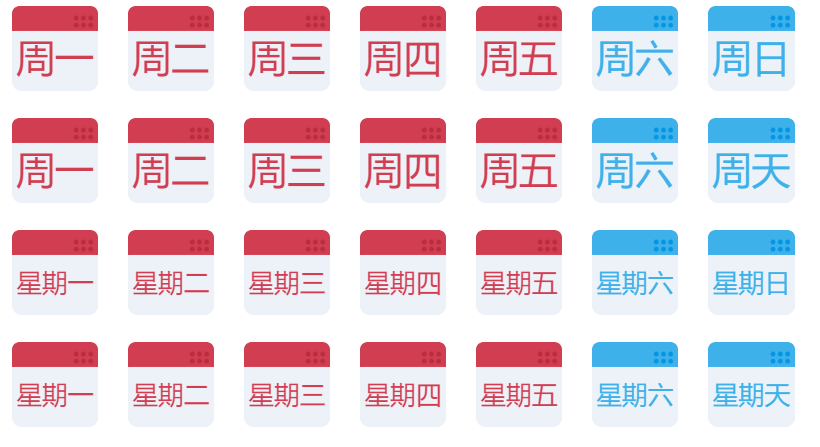 周一 周二 周三 周四 周五 周六 周日
周一 周二 周三 周四 周五 周六 周天
星期一 星期二 星期三 星期四 星期五 星期六 星期日
星期一 星期二 星期三 星期四 星期五 星期六 星期天